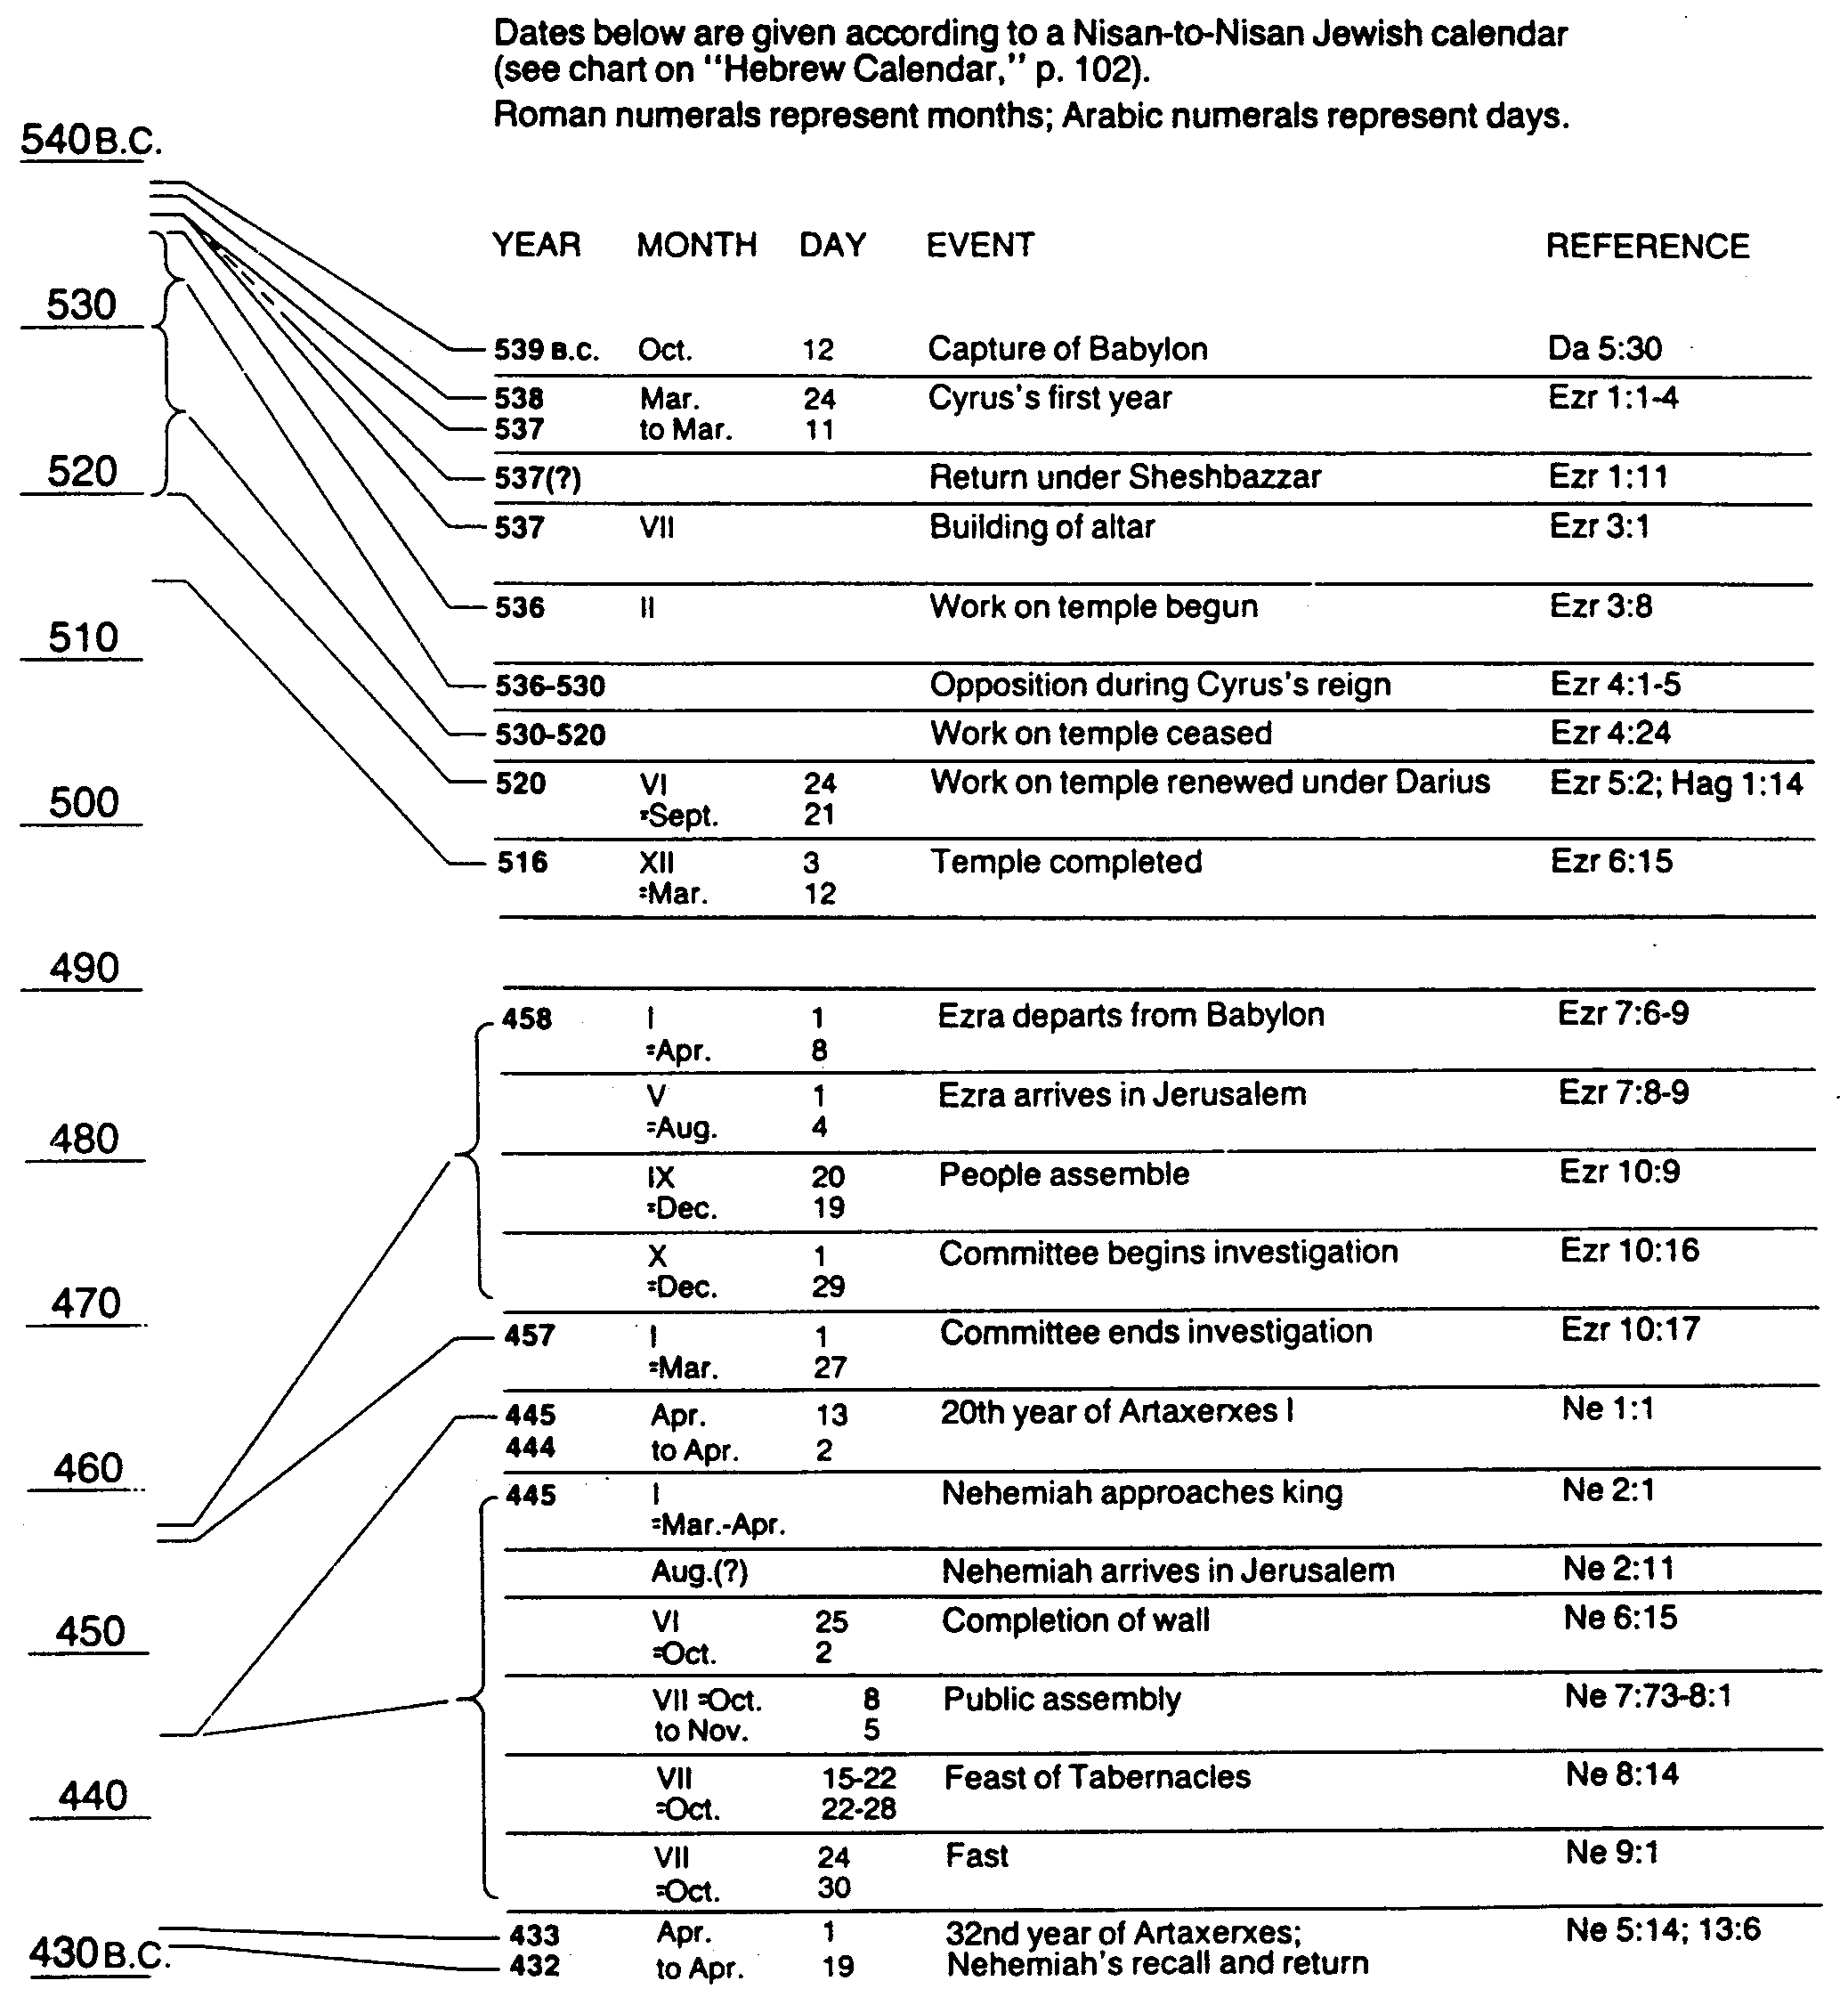 Dates below are given according to a Nisan-to-Nisan Jewish calendar
(see chart on "Hebrew Calendar," p. 102).
Roman numerals represent months; Arabic numerals represent days.
540 B.C.
530
520
510
500
490
480
470
460
450
440
430 B.C.
YEAR MONTH DAY EVENT REFERENCE
539 B.C. Oct. 12 Capture of Babylon Da 5:30
538 Mar. 24 Cyrus's first year Ezr 1:1-4
537 to Mar. 11
537(?) Return under Sheshbazzar Ezr 1:11
537 VII Building of altar Ezr 3:1
536 II Work on temple begun Ezr 3:8
536-530 Opposition during Cyrus's reign Ezr 4:1-5
530-520 Work on temple ceased Ezr 4:24
520 VI 24 Work on temple renewed under Darius Ezr 5:2; Hag 1:14
=Sept. 21
516 XII 3 Temple completed Ezr 6:15
=Mar. 12
458 I 1 Ezra departs from Babylon Ezr 7:6-9
=Apr. 8
V 1 Ezra arrives in Jerusalem Ezr 7:8-9
=Aug. 4
IX 20 People assemble Ezr 10:9
=Dec. 19
X 1 Committee begins investigation Ezr 10:16
=Dec. 29
457 I 1 Committee ends investigation Ezr 10:17
=Mar. 27
445 Apr. 13 20th year of Artaxerxes I Ne 1:1
444 to Apr. 2
445 I Nehemiah approaches king Ne 2:1
=Mar.-Apr.
Aug.(?) Nehemiah arrives in Jerusalem Ne 2:11
VI 25 Completion of wall Ne 6:15
=Oct. 2
VII =Oct. 8 Public assembly Ne 7:73-8:1
to Nov. 5
VII 15-22 Feast of Tabernacles Ne 8:14
=Oct. 22-28
VII 24 Fast Ne 9:1
=Oct. 30
433 Apr. 1 32nd year of Artaxerxes; Ne 5:14; 13:6
432 to Apr. 19 Nehemiah's recall and return